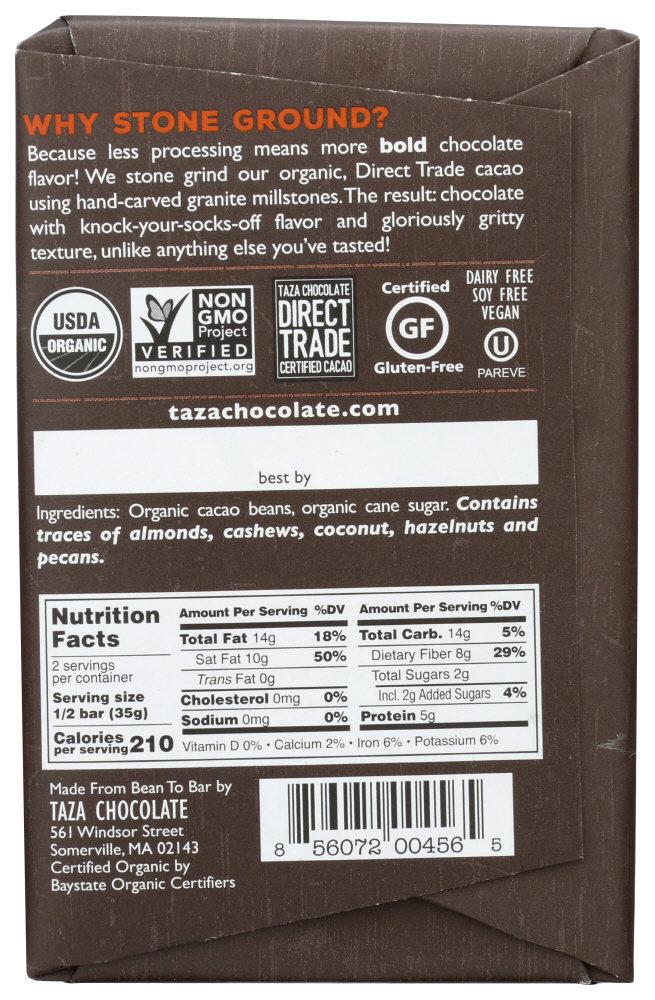 WHY STONE GROUND?
Because less processing means more bold chocolate
flavor! We stone grind our organic, Direct Trade cacao
using hand-carved granite millstones. The result: chocolate
with knock-your-socks-off flavor and gloriously gritty
texture, unlike anything else you've tasted!
USDA
ORGANIC
NON
GMO
Project
VERIFIED
nongmoproject.org
TAZA CHOCOLATE
DIRECT
TRADE
CERTIFIED CACAO
Certified
GF
Gluten-Free
DAIRY FREE
SOY FREE
VEGAN
U
PAREVE
tazachocolate.com
best by
Ingredients: Organic cacao beans, organic cane sugar. Contains
traces of almonds, cashews, coconut, hazelnuts and
pecans.
Nutrition
Facts
2 servings
per container
Serving size
1/2 bar (35g)
Calories
per serving 210
Amount Per Serving %DV
Total Fat 14g 18%
Sat Fat 10g 50%
Trans Fat 0g
Cholesterol 0mg 0%
Sodium 0mg 0%
Amount Per Serving %DV
Total Carb. 14g 5%
Dietary Fiber 8g 29%
Total Sugars 2g
Incl. 2g Added Sugars 4%
Protein 5g
Vitamin D 0% • Calcium 2% • Iron 6% • Potassium 6%
Made From Bean To Bar by
TAZA CHOCOLATE
561 Windsor Street
Somerville, MA 02143
Certified Organic by
Baystate Organic Certifiers
8 56072 00456 5